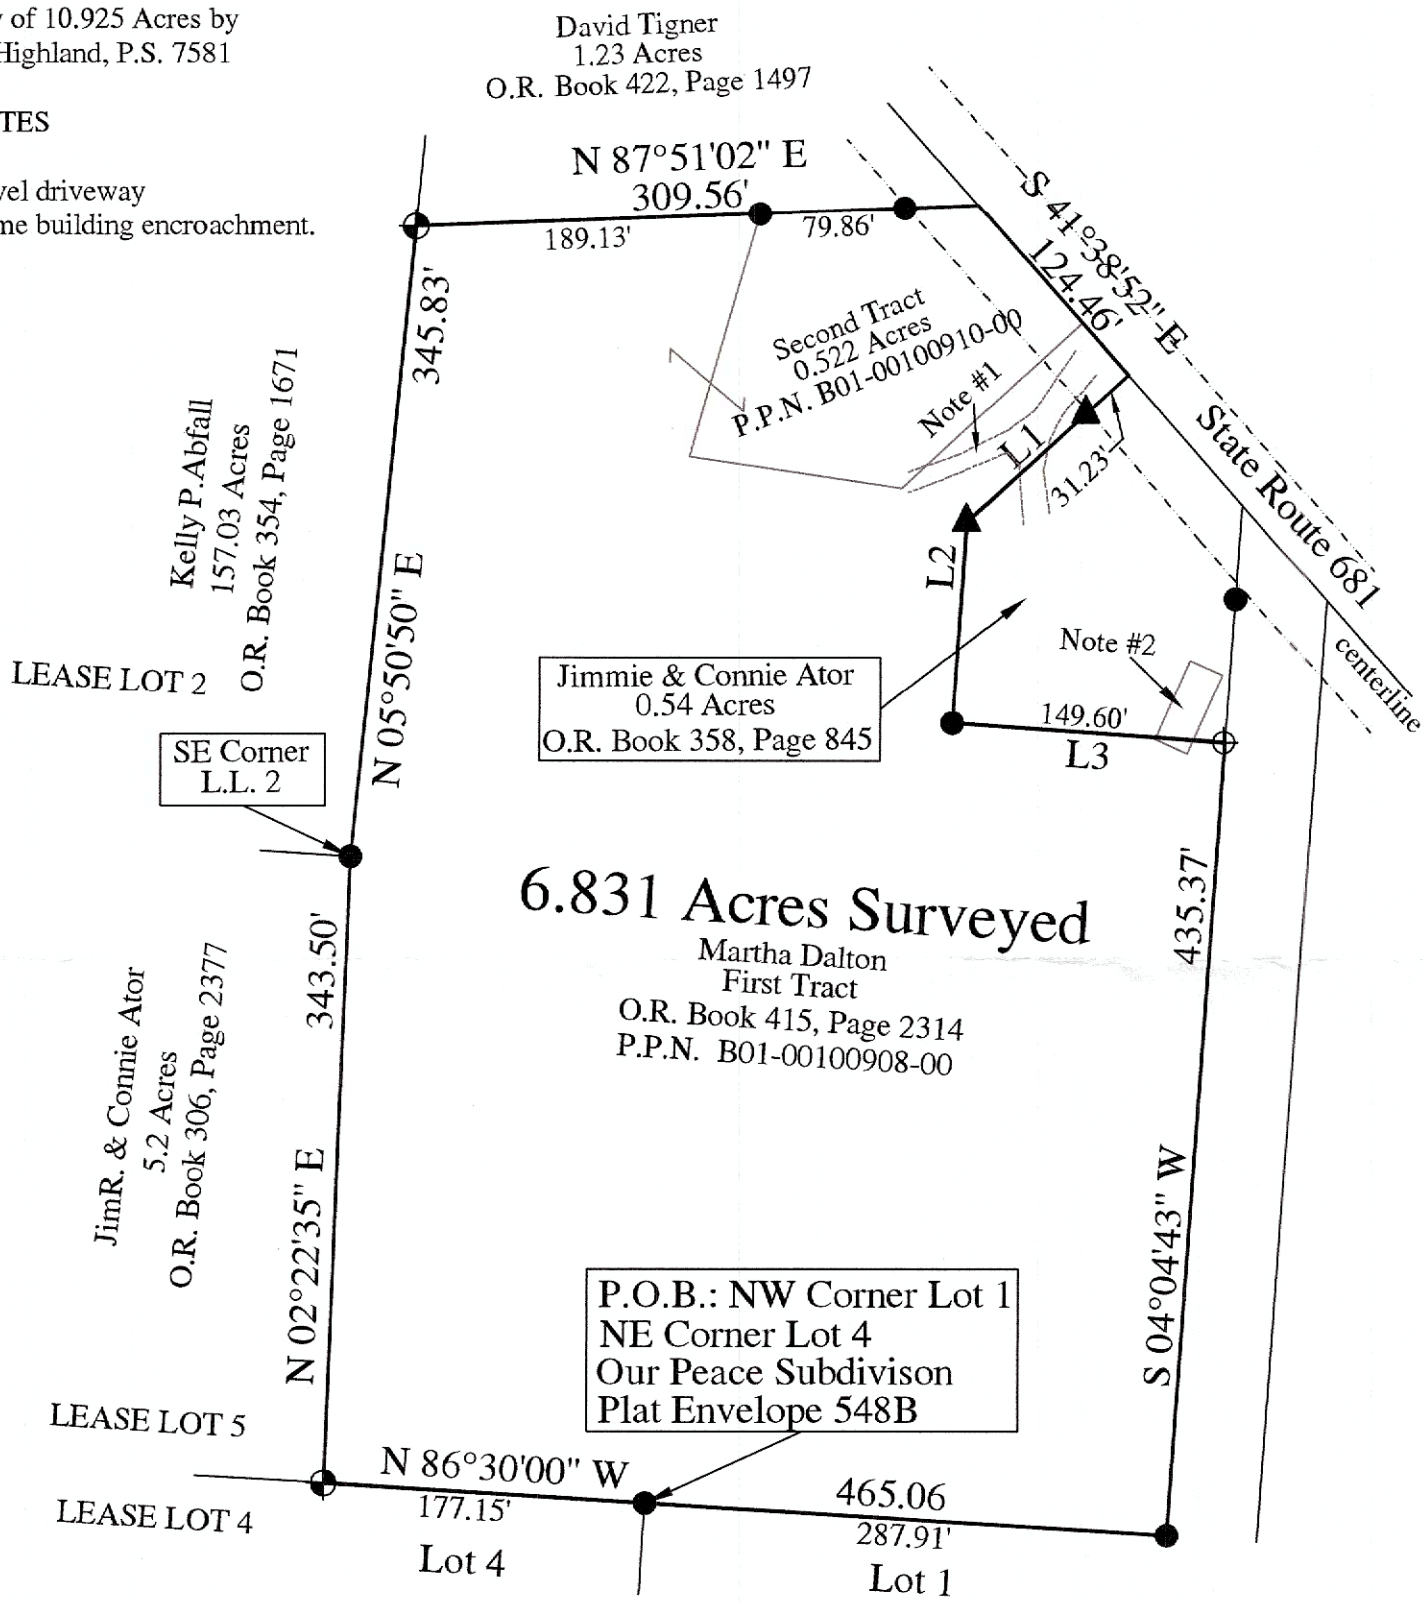 y of 10.925 Acres by
Highland, P.S. 7581
TES
vel driveway
me building encroachment.
David Tigner
1.23 Acres
O.R. Book 422, Page 1497
N 87°51'02" E
309.56'
189.13'
79.86'
S 41°38'52" E
124.46'
State Route 681
centerline
Second Tract
0.522 Acres
P.P.N. B01-00100910-00
Note #1
L1
31.23'
L2
Note #2
149.60'
L3
Jimmie & Connie Ator
0.54 Acres
O.R. Book 358, Page 845
345.83'
N 05°50'50" E
Kelly P.Abfall
157.03 Acres
O.R. Book 354, Page 1671
LEASE LOT 2
SE Corner
L.L. 2
6.831 Acres Surveyed
Martha Dalton
First Tract
O.R. Book 415, Page 2314
P.P.N. B01-00100908-00
435.37'
S 04°04'43" W
343.50'
N 02°22'35" E
JimR. & Connie Ator
5.2 Acres
O.R. Book 306, Page 2377
P.O.B.: NW Corner Lot 1
NE Corner Lot 4
Our Peace Subdivison
Plat Envelope 548B
LEASE LOT 5
LEASE LOT 4
N 86°30'00" W
177.15'
465.06
287.91'
Lot 4
Lot 1